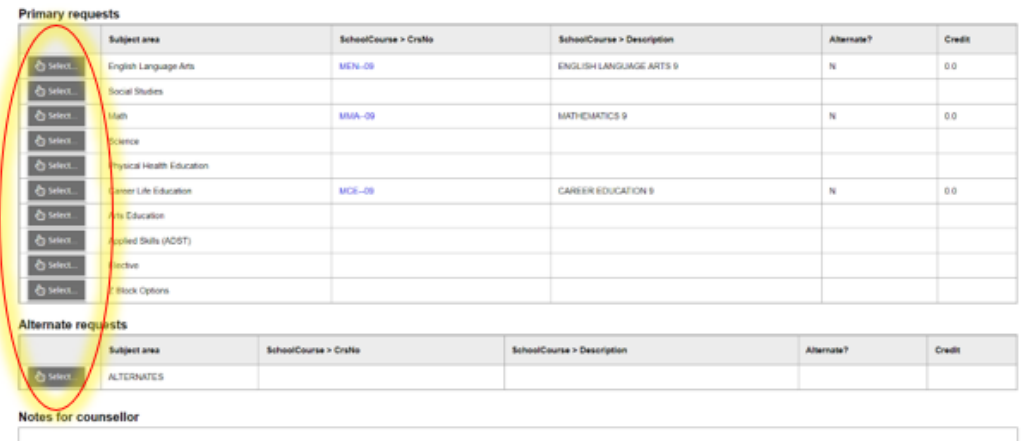 Primary requests
Subject area SchoolCourse > CrsNo SchoolCourse > Description Alternate? Credit
Select... English Language Arts MEN--09 ENGLISH LANGUAGE ARTS 9 N 0.0
Select... Social Studies
Select... Math MMA--09 MATHEMATICS 9 N 0.0
Select... Science
Select... Physical Health Education
Select... Career Life Education MCE--09 CAREER EDUCATION 9 N 0.0
Select... Arts Education
Select... Applied Skills (ADST)
Select... Elective
Select... Z Block Options
Alternate requests
Subject area SchoolCourse > CrsNo SchoolCourse > Description Alternate? Credit
Select... ALTERNATES
Notes for counsellor